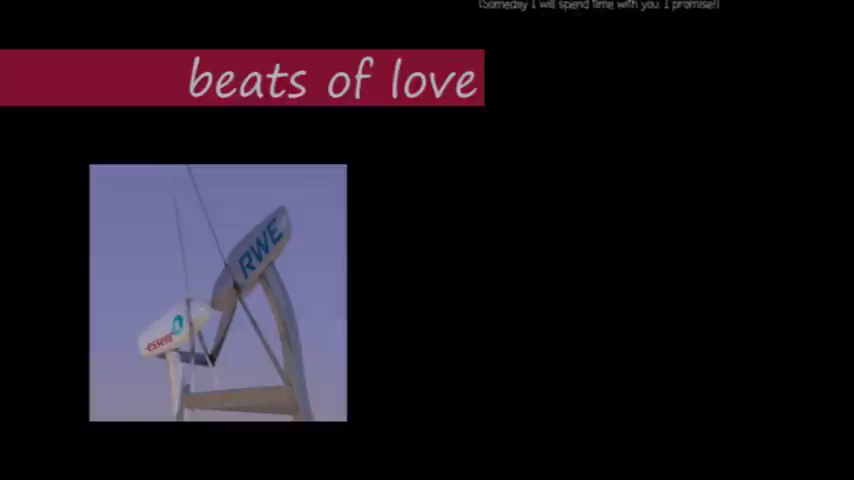 (Someday I will spend time with you. I promise!)
beats of love
RWE
essent